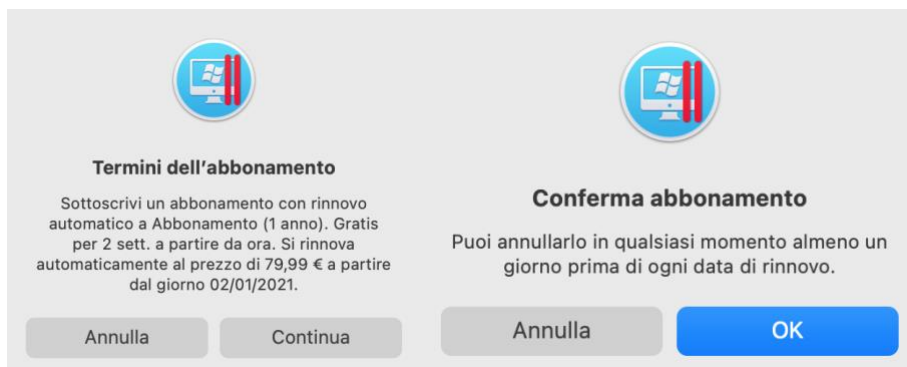 Termini dell'abbonamento
Sottoscrivi un abbonamento con rinnovo
automatico a Abbonamento (1 anno). Gratis
per 2 sett. a partire da ora. Si rinnova
automaticamente al prezzo di 79,99 € a partire
dal giorno 02/01/2021.
Annulla
Continua
Conferma abbonamento
Puoi annullarlo in qualsiasi momento almeno un
giorno prima di ogni data di rinnovo.
Annulla
OK